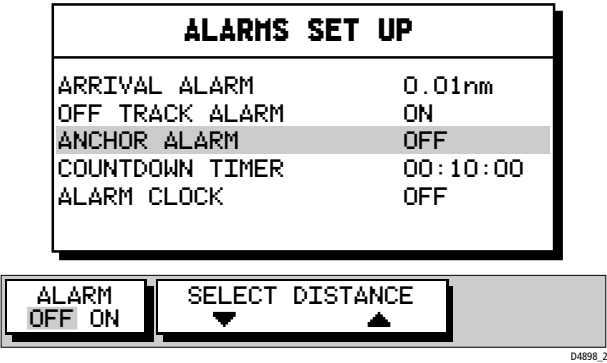 ALARMS SET UP
ARRIVAL ALARM 0.01nm
OFF TRACK ALARM ON
ANCHOR ALARM OFF
COUNTDOWN TIMER 00:10:00
ALARM CLOCK OFF
ALARM SELECT DISTANCE
OFF ON
D4898_2